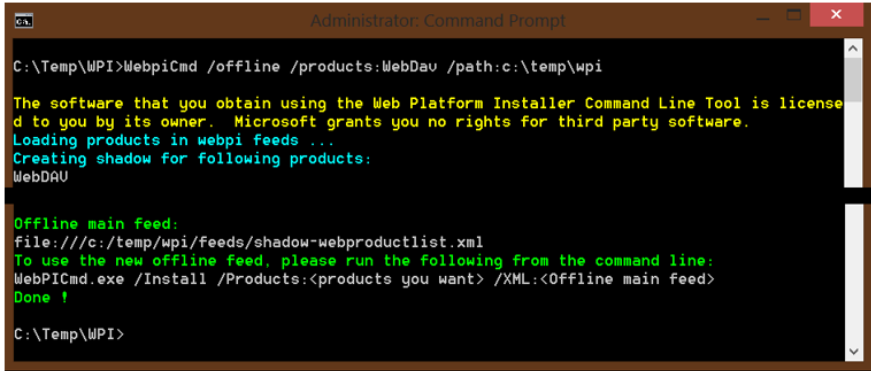 Administrator: Command Prompt
C:\Temp\WPI>WebpiCmd /offline /products:WebDav /path:c:\temp\wpi
The software that you obtain using the Web Platform Installer Command Line Tool is license
d to you by its owner.  Microsoft grants you no rights for third party software.
Loading products in webpi feeds ...
Creating shadow for following products:
WebDAV
Offline main feed:
file:///c:/temp/wpi/feeds/shadow-webproductlist.xml
To use the new offline feed, please run the following from the command line:
WebPICmd.exe /Install /Products:<products you want> /XML:<Offline main feed>
Done !
C:\Temp\WPI>